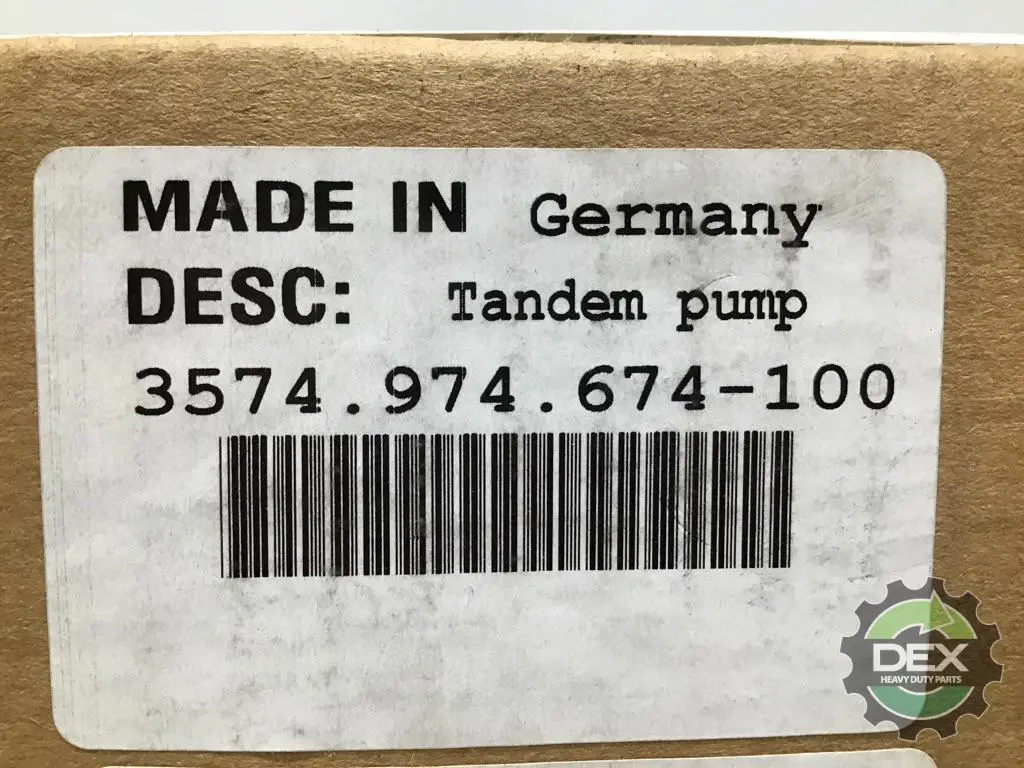 MADE IN Germany
DESC: Tandem pump
3574.974.674-100
DEX
HEAVY DUTY PARTS